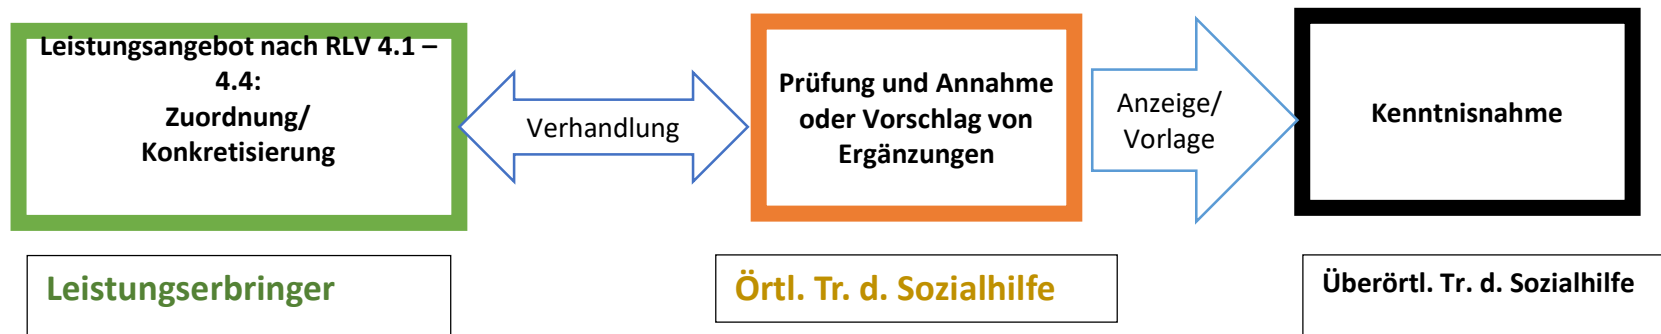 Leistungsangebot nach RLV 4.1 –
4.4:
Zuordnung/
Konkretisierung
Verhandlung
Prüfung und Annahme
oder Vorschlag von
Ergänzungen
Anzeige/
Vorlage
Kenntnisnahme
Leistungserbringer
Örtl. Tr. d. Sozialhilfe
Überörtl. Tr. d. Sozialhilfe